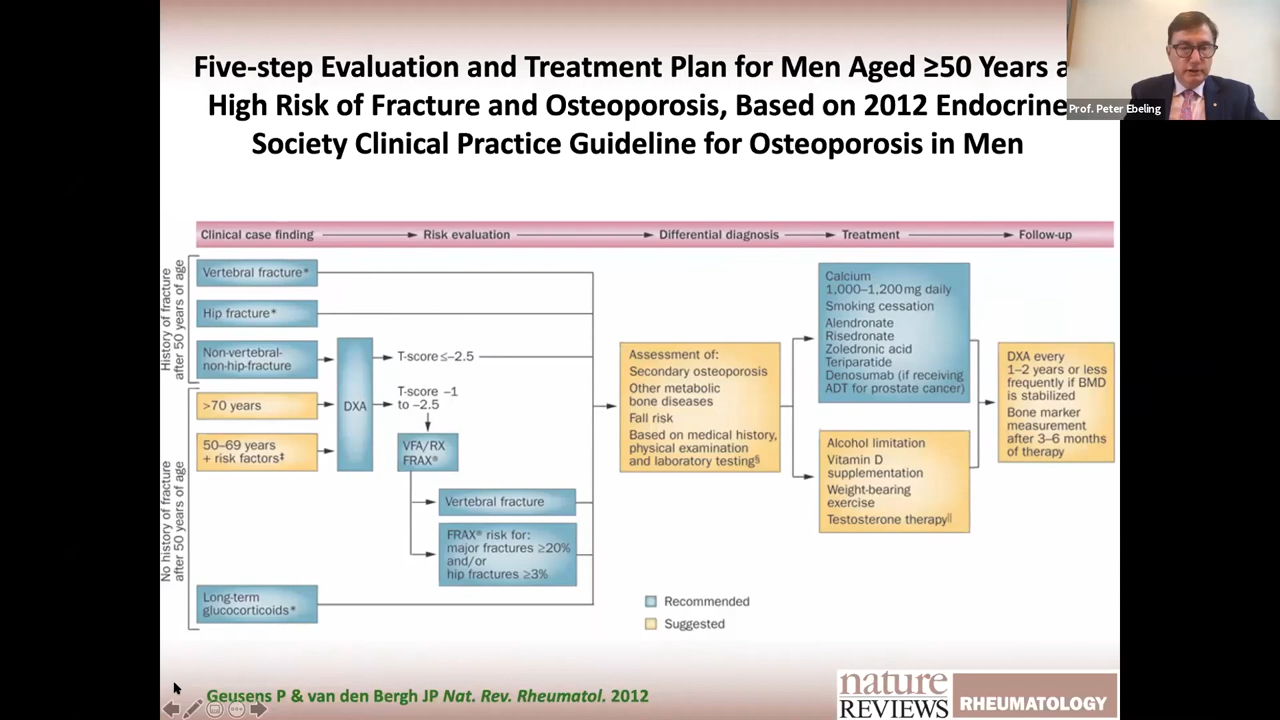 Five-step Evaluation and Treatment Plan for Men Aged ≥50 Years a
High Risk of Fracture and Osteoporosis, Based on 2012 Endocrine
Society Clinical Practice Guideline for Osteoporosis in Men
Prof. Peter Ebeling
Clinical case finding
Risk evaluation
Differential diagnosis
Treatment
Follow-up
History of fracture
after 50 years of age
Vertebral fracture*
Hip fracture*
Non-vertebral-
non-hip-fracture
No history of fracture
after 50 years of age
>70 years
50–69 years
+ risk factors‡
Long-term
glucocorticoids*
DXA
T-score ≤–2.5
T-score –1
to –2.5
VFA/RX
FRAX®
Vertebral fracture
FRAX® risk for:
major fractures ≥20%
and/or
hip fractures ≥3%
Assessment of:
Secondary osteoporosis
Other metabolic
bone diseases
Fall risk
Based on medical history,
physical examination
and laboratory testing§
Calcium
1,000–1,200mg daily
Smoking cessation
Alendronate
Risedronate
Zoledronic acid
Teriparatide
Denosumab (if receiving
ADT for prostate cancer)
Alcohol limitation
Vitamin D
supplementation
Weight-bearing
exercise
Testosterone therapy||
DXA every
1–2 years or less
frequently if BMD
is stabilized
Bone marker
measurement
after 3–6 months
of therapy
Recommended
Suggested
Geusens P & van den Bergh JP Nat. Rev. Rheumatol. 2012
nature
REVIEWS
RHEUMATOLOGY